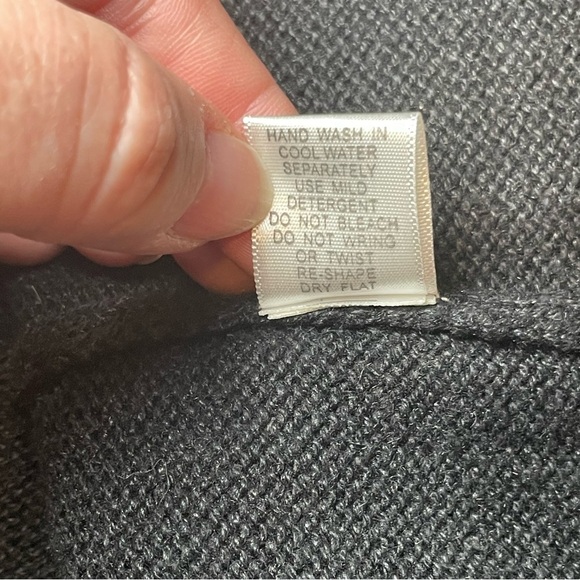 HAND WASH IN
COOL WATER
SEPARATELY
USE MILD
DETERGENT
DO NOT BLEACH
DO NOT WRING
OR TWIST
RE-SHAPE
DRY FLAT